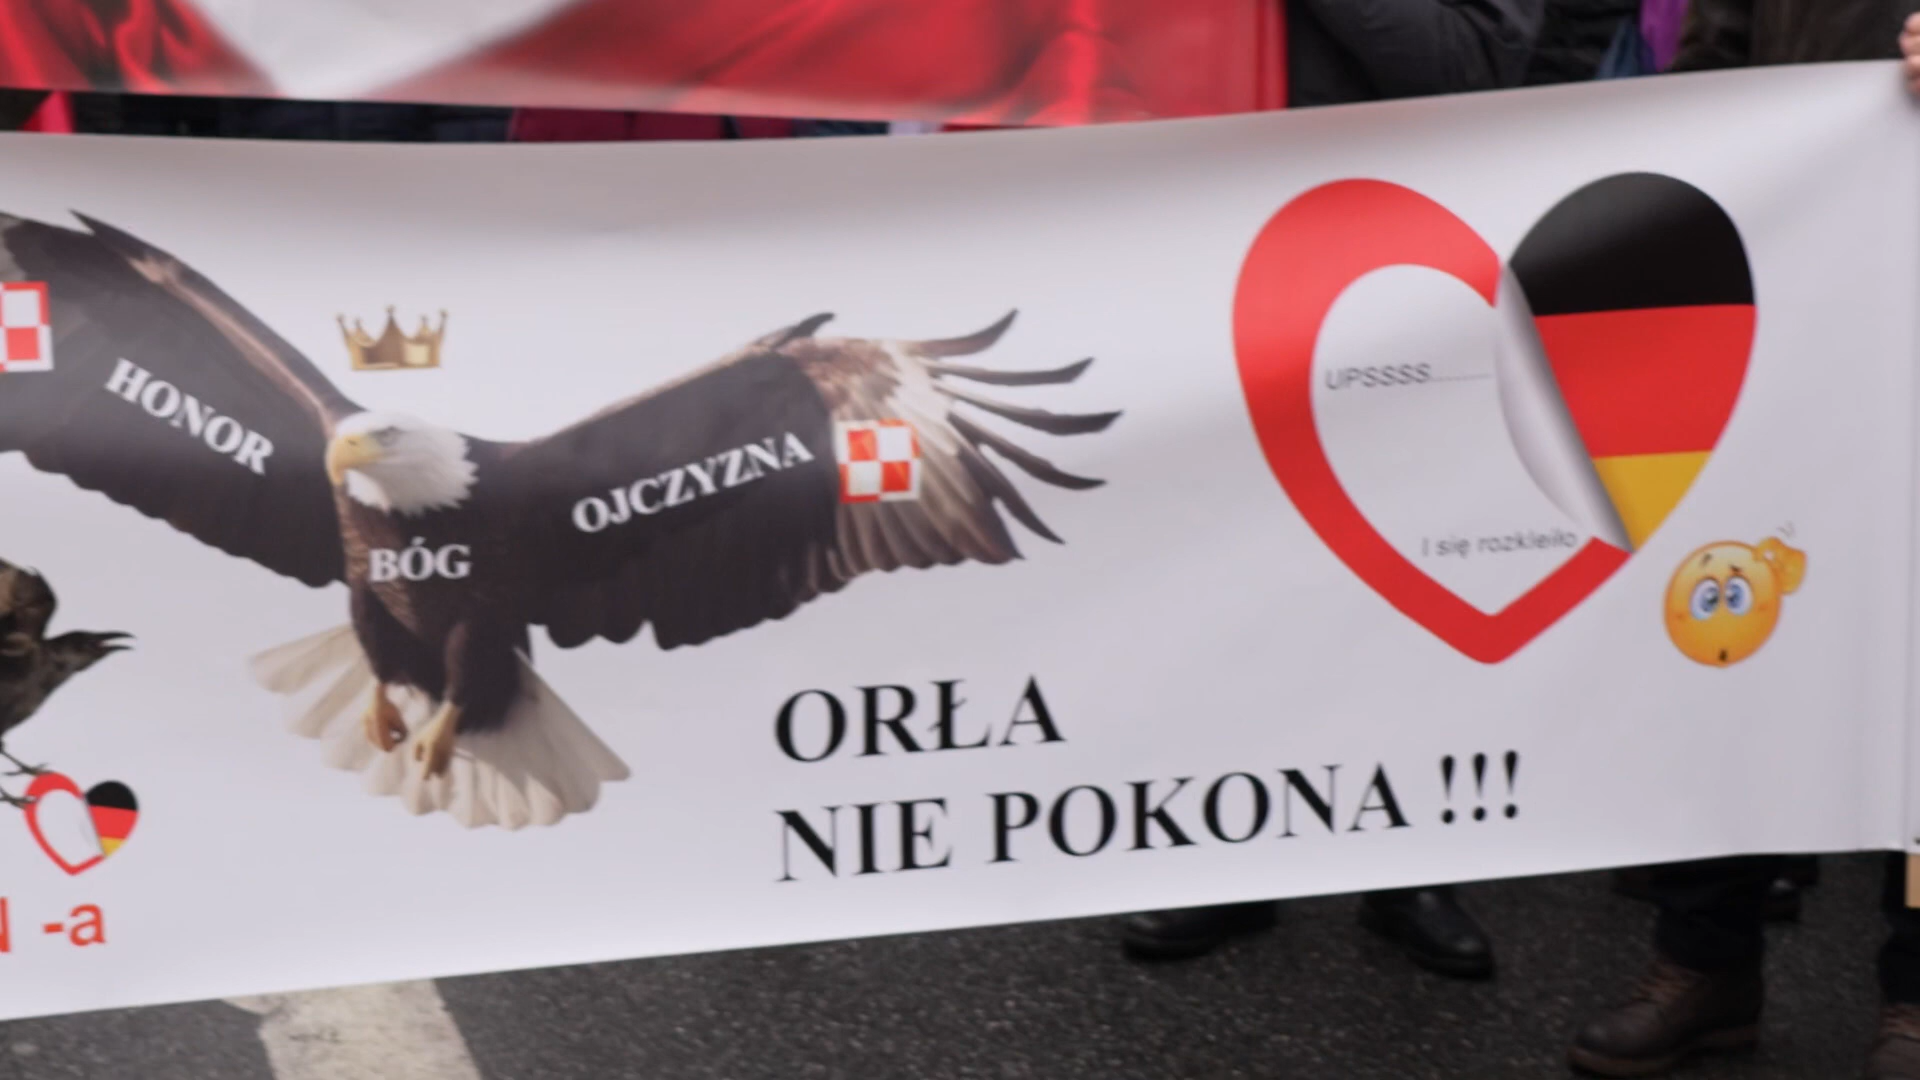 HONOR
BÓG
OJCZYZNA
UPSSSS.........
I się rozkleiło
ORŁA
NIE POKONA !!!
-a